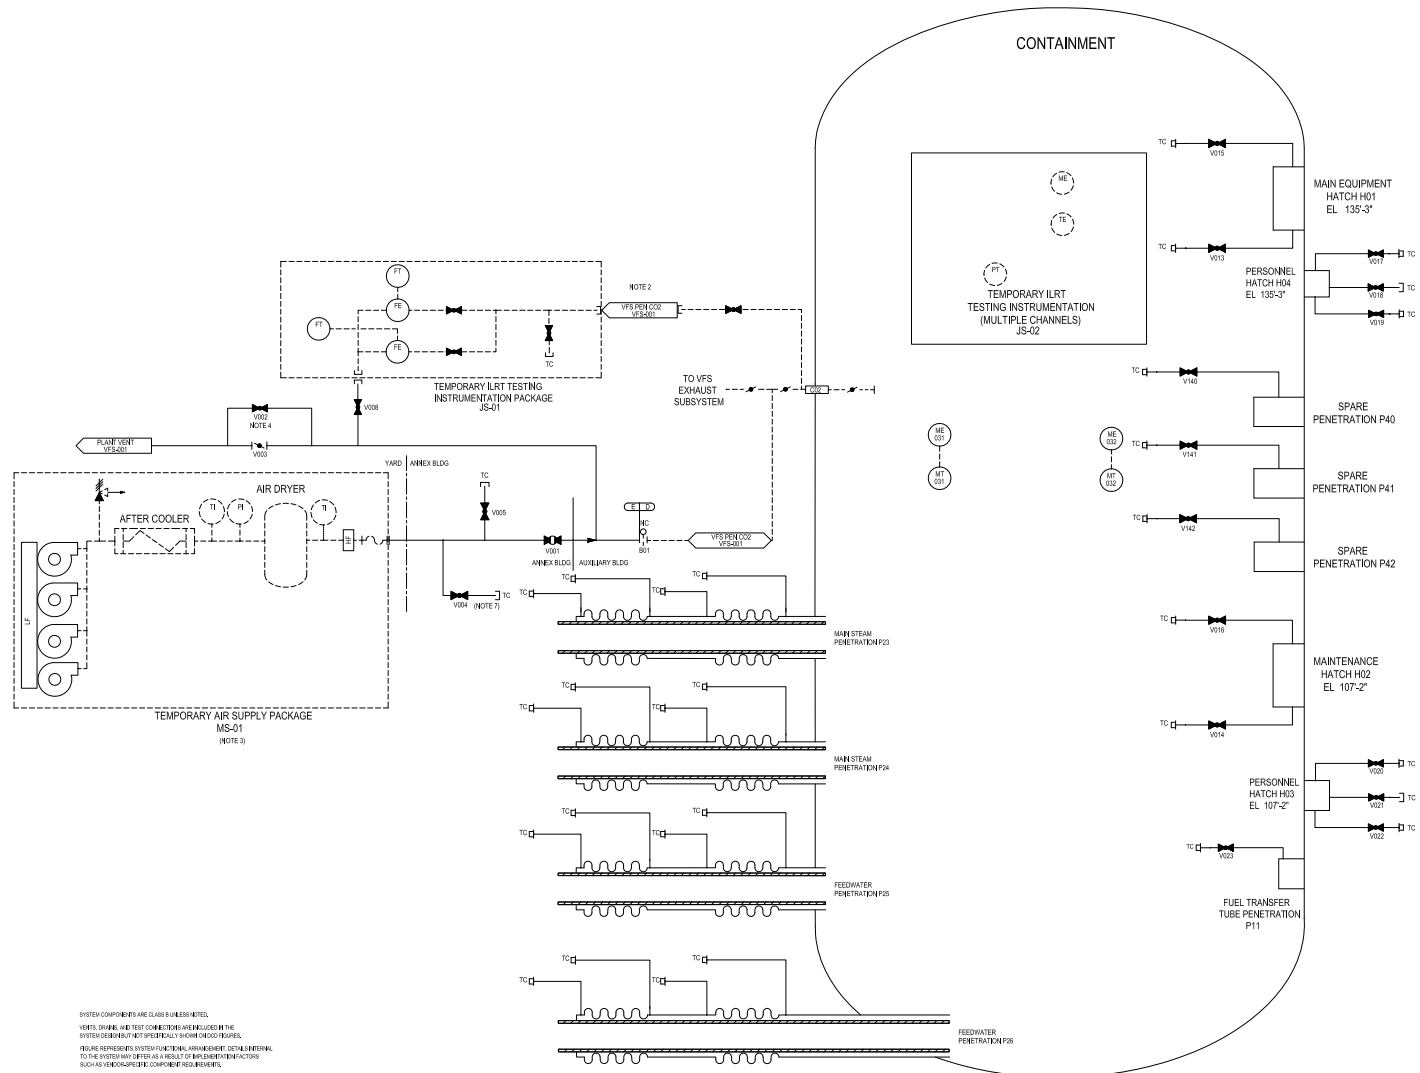 CONTAINMENT
TC
V015
ME
TE
PT
TEMPORARY ILRT
TESTING INSTRUMENTATION
(MULTIPLE CHANNELS)
JS-02
MAIN EQUIPMENT
HATCH H01
EL 135'-3"
TC
V013
PERSONNEL
HATCH H04
EL 135'-3"
V017
TC
V018
TC
V019
TC
FT
FE
FT
FE
TC
TEMPORARY ILRT TESTING
INSTRUMENTATION PACKAGE
JS-01
NOTE 2
VFS PEN CO2
VFS-001
TO VFS
EXHAUST
SUBSYSTEM
C02
V008
V002
NOTE 4
V003
PLANT VENT
VFS-001
TC
V140
SPARE
PENETRATION P40
TC
V141
SPARE
PENETRATION P41
TC
V142
SPARE
PENETRATION P42
ME
031
MT
031
ME
032
MT
032
YARD
ANNEX BLDG
AIR DRYER
AFTER COOLER
TI
PI
TI
HF
LF
TEMPORARY AIR SUPPLY PACKAGE
MS-01
(NOTE 3)
TC
V005
V001
ANNEX BLDG
AUXILIARY BLDG
V004
(NOTE 7)
TC
E D
NC
B01
VFS PEN CO2
VFS-001
TC
TC
TC
TC
MAIN STEAM
PENETRATION P23
TC
TC
TC
TC
MAIN STEAM
PENETRATION P24
TC
TC
TC
TC
FEEDWATER
PENETRATION P25
TC
TC
TC
TC
FEEDWATER
PENETRATION P26
TC
V016
MAINTENANCE
HATCH H02
EL 107'-2"
TC
V014
PERSONNEL
HATCH H03
EL 107'-2"
V020
TC
V021
TC
V022
TC
TC
V023
FUEL TRANSFER
TUBE PENETRATION
P11
SYSTEM COMPONENTS ARE CLASS B UNLESS NOTED.
VENTS, DRAINS, AND TEST CONNECTIONS ARE INCLUDED IN THE
SYSTEM DESIGN BUT NOT SPECIFICALLY SHOWN ON DCD FIGURES.
FIGURE REPRESENTS SYSTEM FUNCTIONAL ARRANGEMENT. DETAILS INTERNAL
TO THE SYSTEM MAY DIFFER AS A RESULT OF IMPLEMENTATION FACTORS
SUCH AS VENDOR-SPECIFIC COMPONENT REQUIREMENTS.